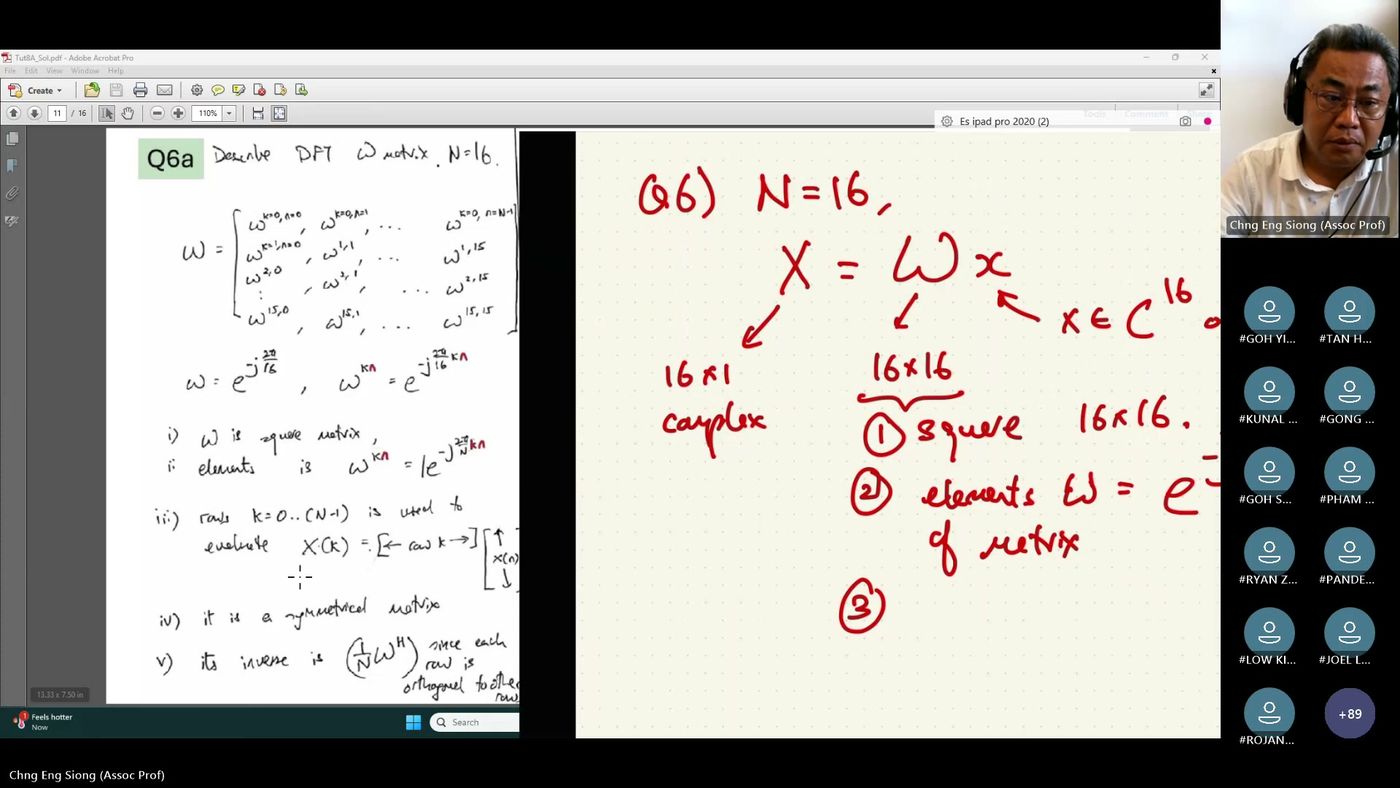 Tut8A_Sol.pdf - Adobe Acrobat Pro
File Edit View Window Help
Create
11 / 16
110%
Tools Comment
Es ipad pro 2020 (2)
Q6a Describe DFT W matrix. N=16.
W = [ω^{k=0,n=0}, ω^{k=0,n=1}, ... ω^{k=0, n=N-1}
ω^{k=1,n=0}, ω^{1,1}, ... ω^{1,15}
ω^{2,0}, ω^{2,1}, ... ω^{2,15}
⋮
ω^{15,0}, ω^{15,1}, ... ω^{15,15}]
ω = e^{-j 2π/16}, ω^{kn} = e^{-j 2π/16 kn}
i) W is square matrix,
ii elements is ω^{kn} = 1e^{-j 2π/N kn}
iii) rows k=0..(N-1) is used to
evaluate X(k) = [← row k →] [↑ x(n) ↓]
iv) it is a symmetrical matrix
v) its inverse is (1/N W^H) since each
row is
orthogonal to other
row
13.33 x 7.50 in
Q6) N=16,
X = W x
x ∈ C^{16}
16x1
complex
16x16
① square 16x16.
② elements W = e^-
of matrix
③
1
Feels hotter
Now
Search
Chng Eng Siong (Assoc Prof)
#GOH YI... #TAN H...
#KUNAL ... #GONG ...
#GOH S... #PHAM ...
#RYAN Z... #PANDE...
#LOW KI... #JOEL L...
#ROJAN... +89
Chng Eng Siong (Assoc Prof)